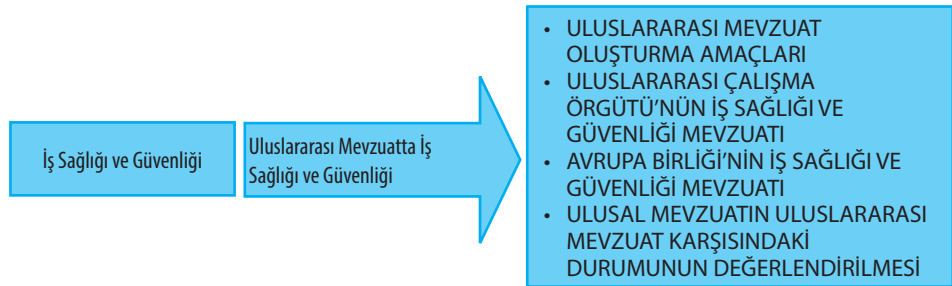 İş Sağlığı ve Güvenliği
Uluslararası Mevzuatta İş
Sağlığı ve Güvenliği
• ULUSLARARASI MEVZUAT
OLUŞTURMA AMAÇLARI
• ULUSLARARASI ÇALIŞMA
ÖRGÜTÜ’NÜN İŞ SAĞLIĞI VE
GÜVENLİĞİ MEVZUATI
• AVRUPA BİRLİĞİ’NİN İŞ SAĞLIĞI VE
GÜVENLİĞİ MEVZUATI
• ULUSAL MEVZUATIN ULUSLARARASI
MEVZUAT KARŞISINDAKİ
DURUMUNUN DEĞERLENDİRİLMESİ